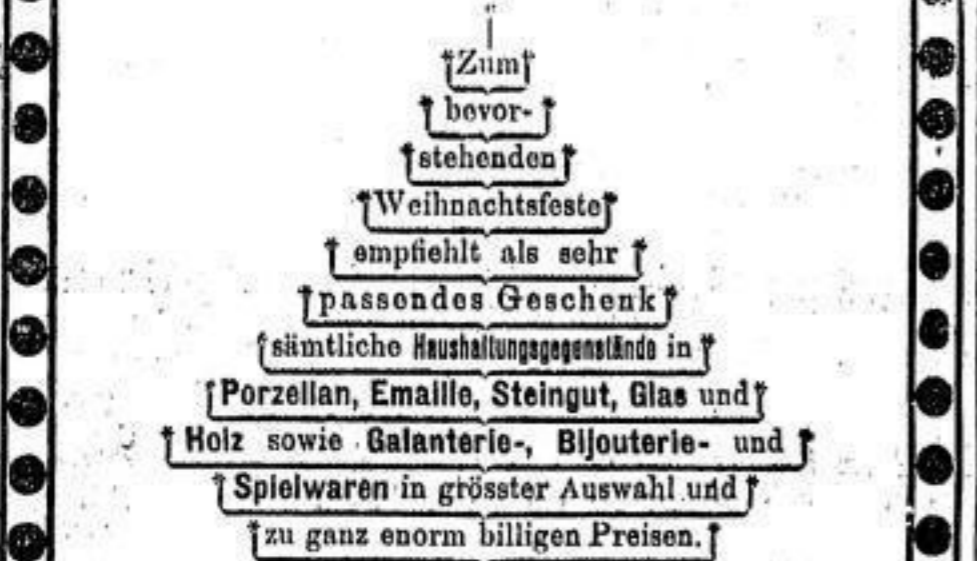 Zum
bevor-
stehenden
Weihnachtsfeste
empfiehlt als sehr
passendes Geschenk
sämtliche Haushaltungsgegenstände in
Porzellan, Emaille, Steingut, Glas und
Holz sowie Galanterie-, Bijouterie- und
Spielwaren in grösster Auswahl und
zu ganz enorm billigen Preisen.